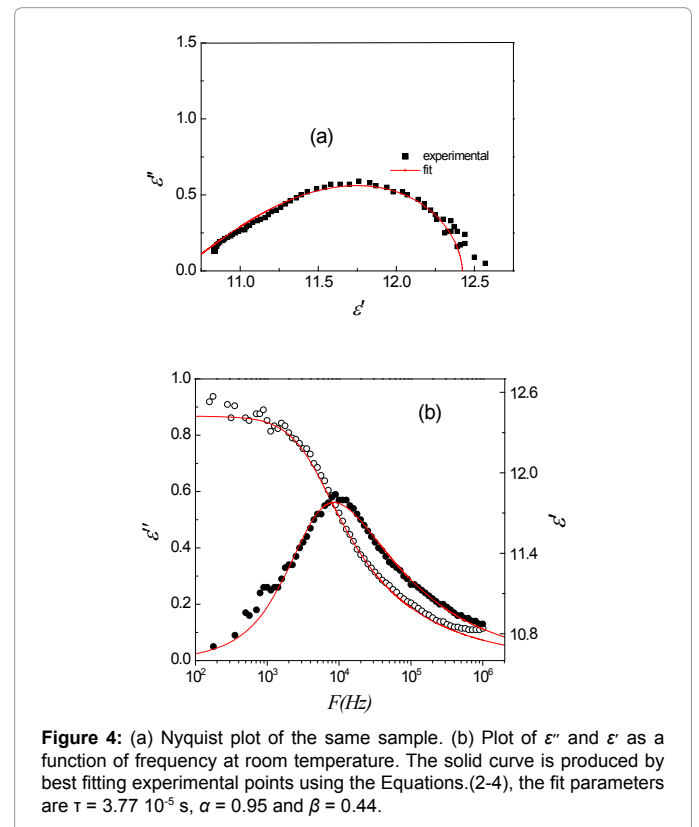 1.5
1.0
0.5
0.0
ε''
(a)
experimental
fit
11.0 11.5 12.0 12.5
ε'
1.0
0.8
0.6
0.4
0.2
0.0
ε''
(b)
12.6
12.0
11.4
10.8
ε'
10² 10³ 10⁴ 10⁵ 10⁶
F(Hz)
Figure 4: (a) Nyquist plot of the same sample. (b) Plot of ε″ and ε′ as a
function of frequency at room temperature. The solid curve is produced by
best fitting experimental points using the Equations.(2-4), the fit parameters
are τ = 3.77 10⁻⁵ s, α = 0.95 and β = 0.44.